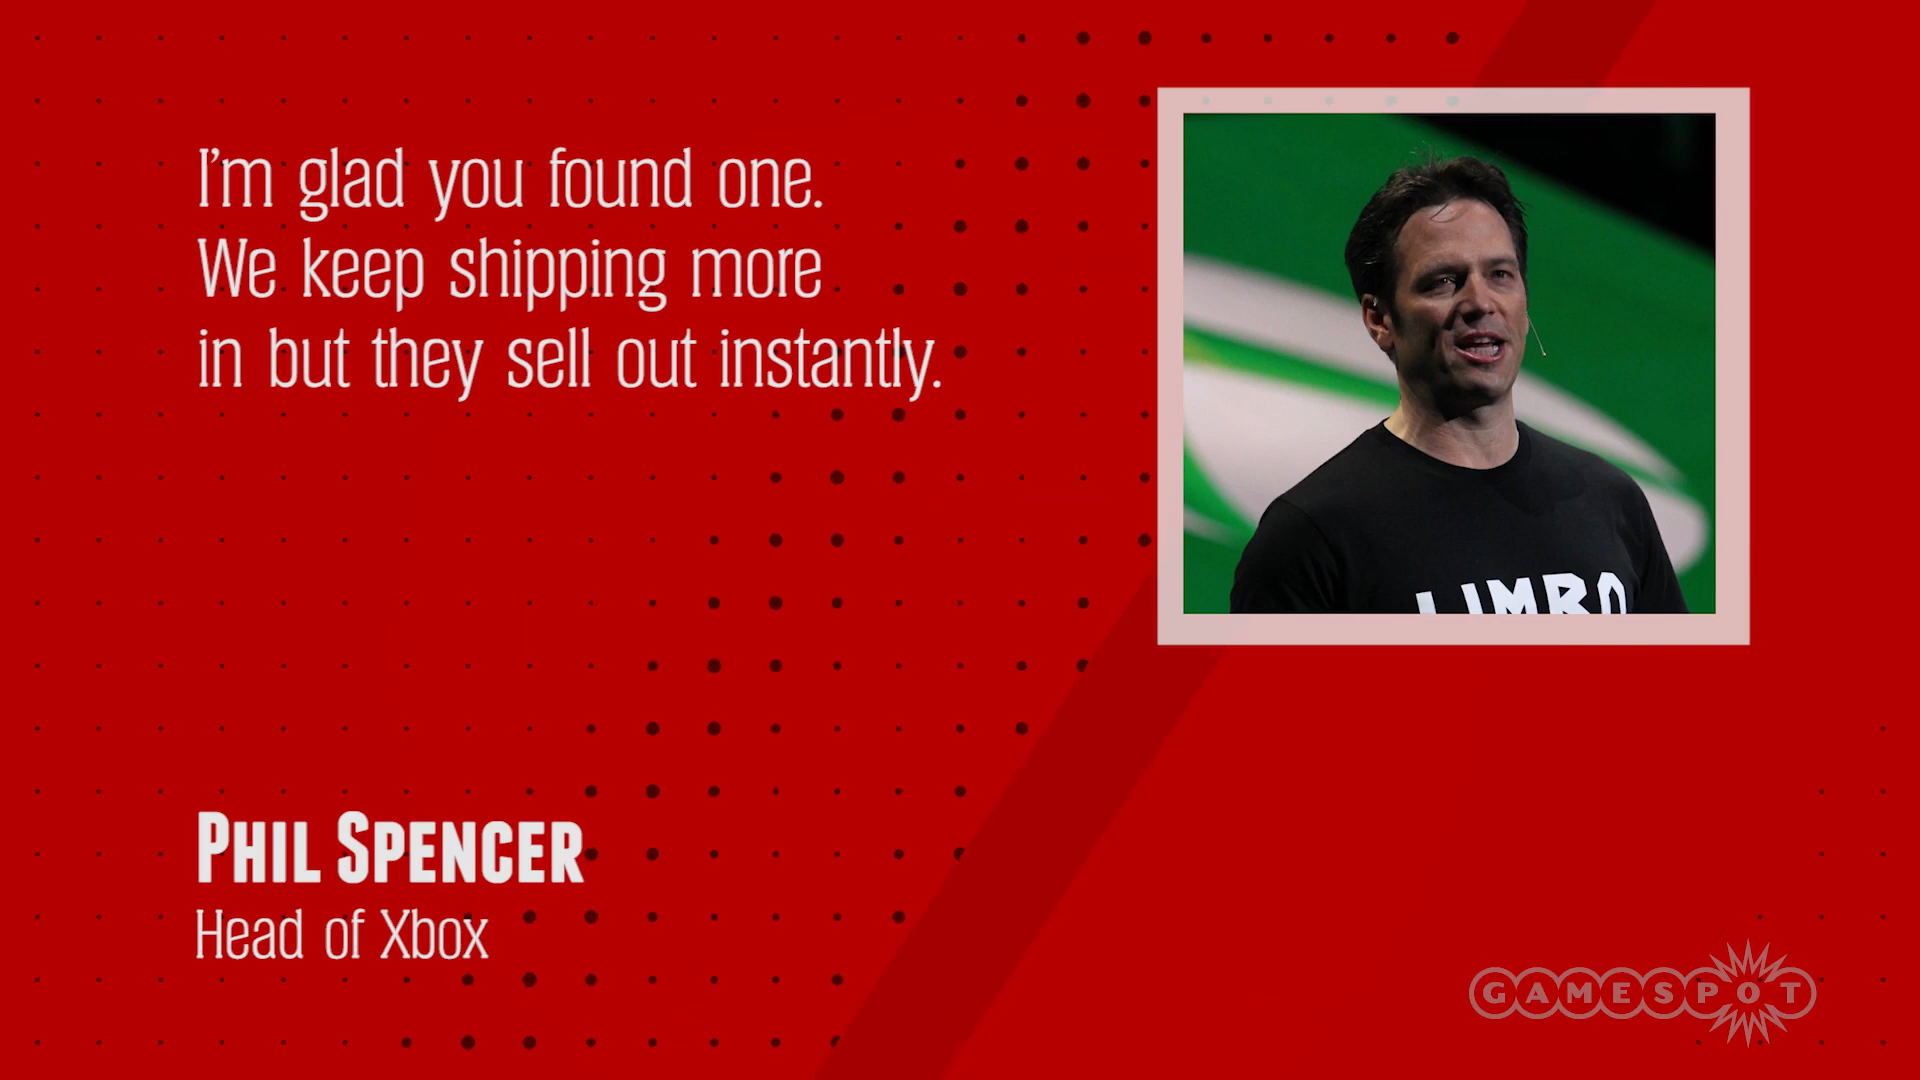 I'm glad you found one.
We keep shipping more
in but they sell out instantly.
LIMBO
PHIL SPENCER
Head of Xbox
GAMESPOT